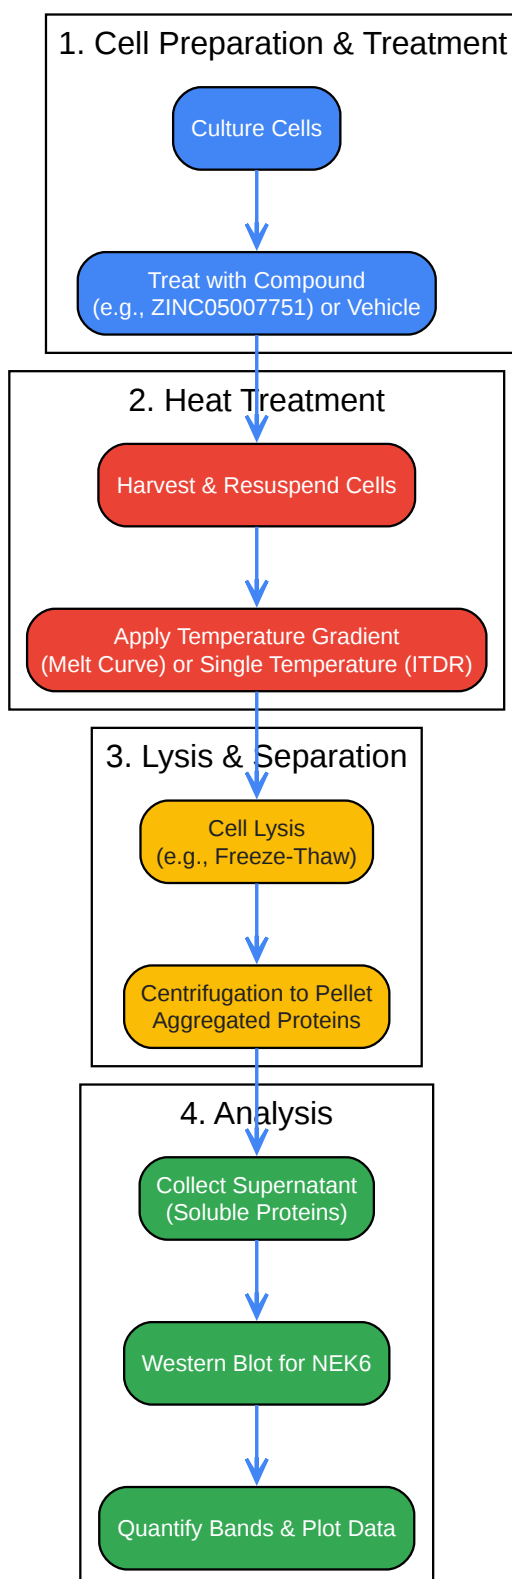 1. Cell Preparation & Treatment
Culture Cells
Treat with Compound
(e.g., ZINC05007751) or Vehicle
2. Heat Treatment
Harvest & Resuspend Cells
Apply Temperature Gradient
(Melt Curve) or Single Temperature (ITDR)
3. Lysis & Separation
Cell Lysis
(e.g., Freeze-Thaw)
Centrifugation to Pellet
Aggregated Proteins
4. Analysis
Collect Supernatant
(Soluble Proteins)
Western Blot for NEK6
Quantify Bands & Plot Data